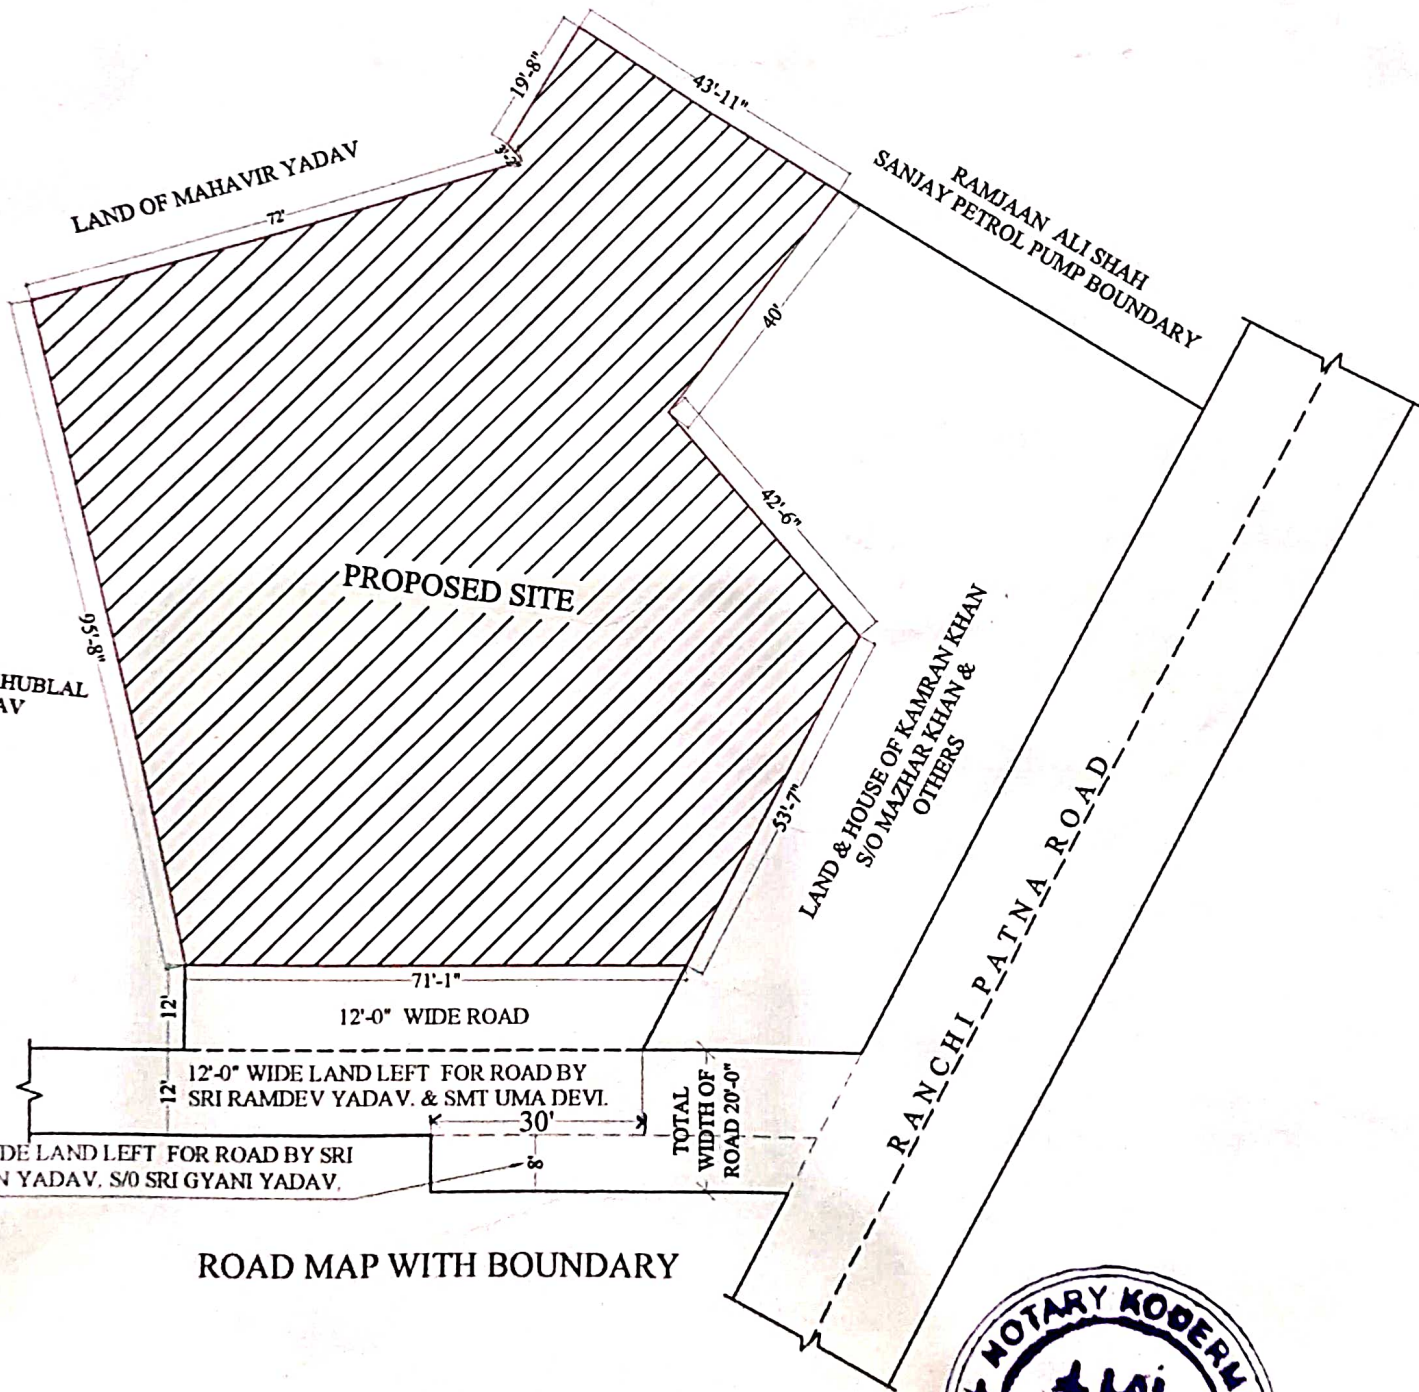 19'-8"
43'-11"
3'-7"
LAND OF MAHAVIR YADAV
72'
RAMJAAN ALI SHAH
SANJAY PETROL PUMP BOUNDARY
40'
42'-6"
PROPOSED SITE
95'-8"
HUBLAL
AV
LAND & HOUSE OF KAMRAN KHAN
S/O MAZHAR KHAN &
OTHERS
53'-7"
RANCHI PATNA ROAD
71'-1"
12'
12'-0" WIDE ROAD
12'
12'-0" WIDE LAND LEFT FOR ROAD BY
SRI RAMDEV YADAV. & SMT UMA DEVI.
30'
TOTAL
WIDTH OF
ROAD 20'-0"
DE LAND LEFT FOR ROAD BY SRI
N YADAV. S/0 SRI GYANI YADAV.
8'
ROAD MAP WITH BOUNDARY
NOTARY KODERM